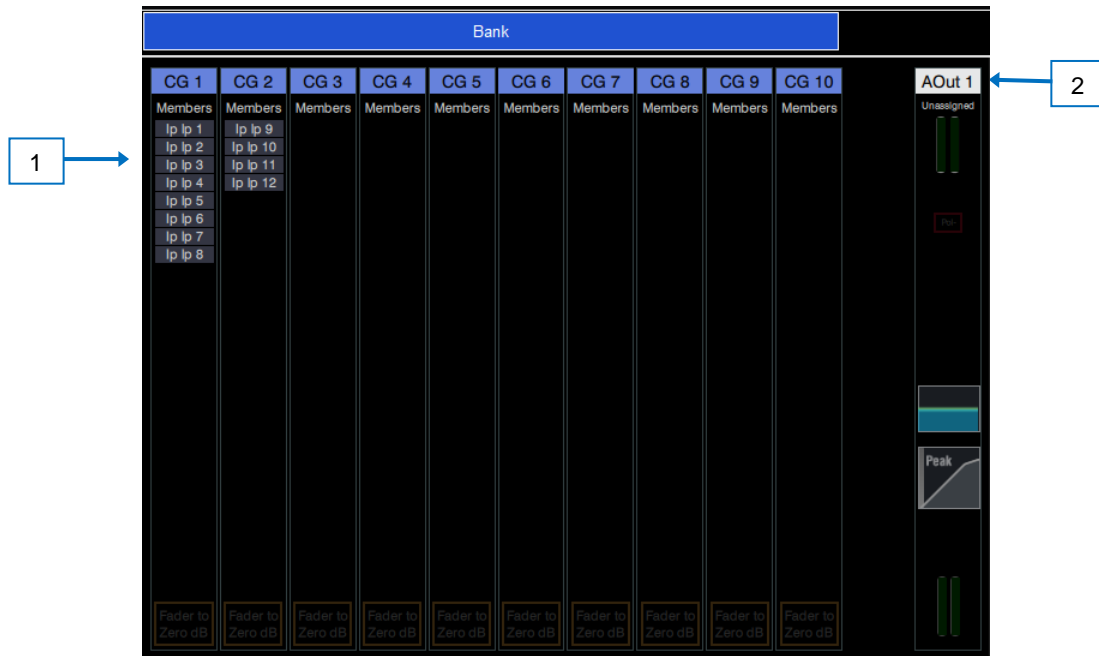 Bank
CG 1 CG 2 CG 3 CG 4 CG 5 CG 6 CG 7 CG 8 CG 9 CG 10 AOut 1
2
Members Members Members Members Members Members Members Members Members Members Unassigned
Ip Ip 1 Ip Ip 9
Ip Ip 2 Ip Ip 10
1
Ip Ip 3 Ip Ip 11
Ip Ip 4 Ip Ip 12
Ip Ip 5
Ip Ip 6
Ip Ip 7
Ip Ip 8
Pol-
Peak
Fader to Fader to Fader to Fader to Fader to Fader to Fader to Fader to Fader to Fader to
Zero dB Zero dB Zero dB Zero dB Zero dB Zero dB Zero dB Zero dB Zero dB Zero dB